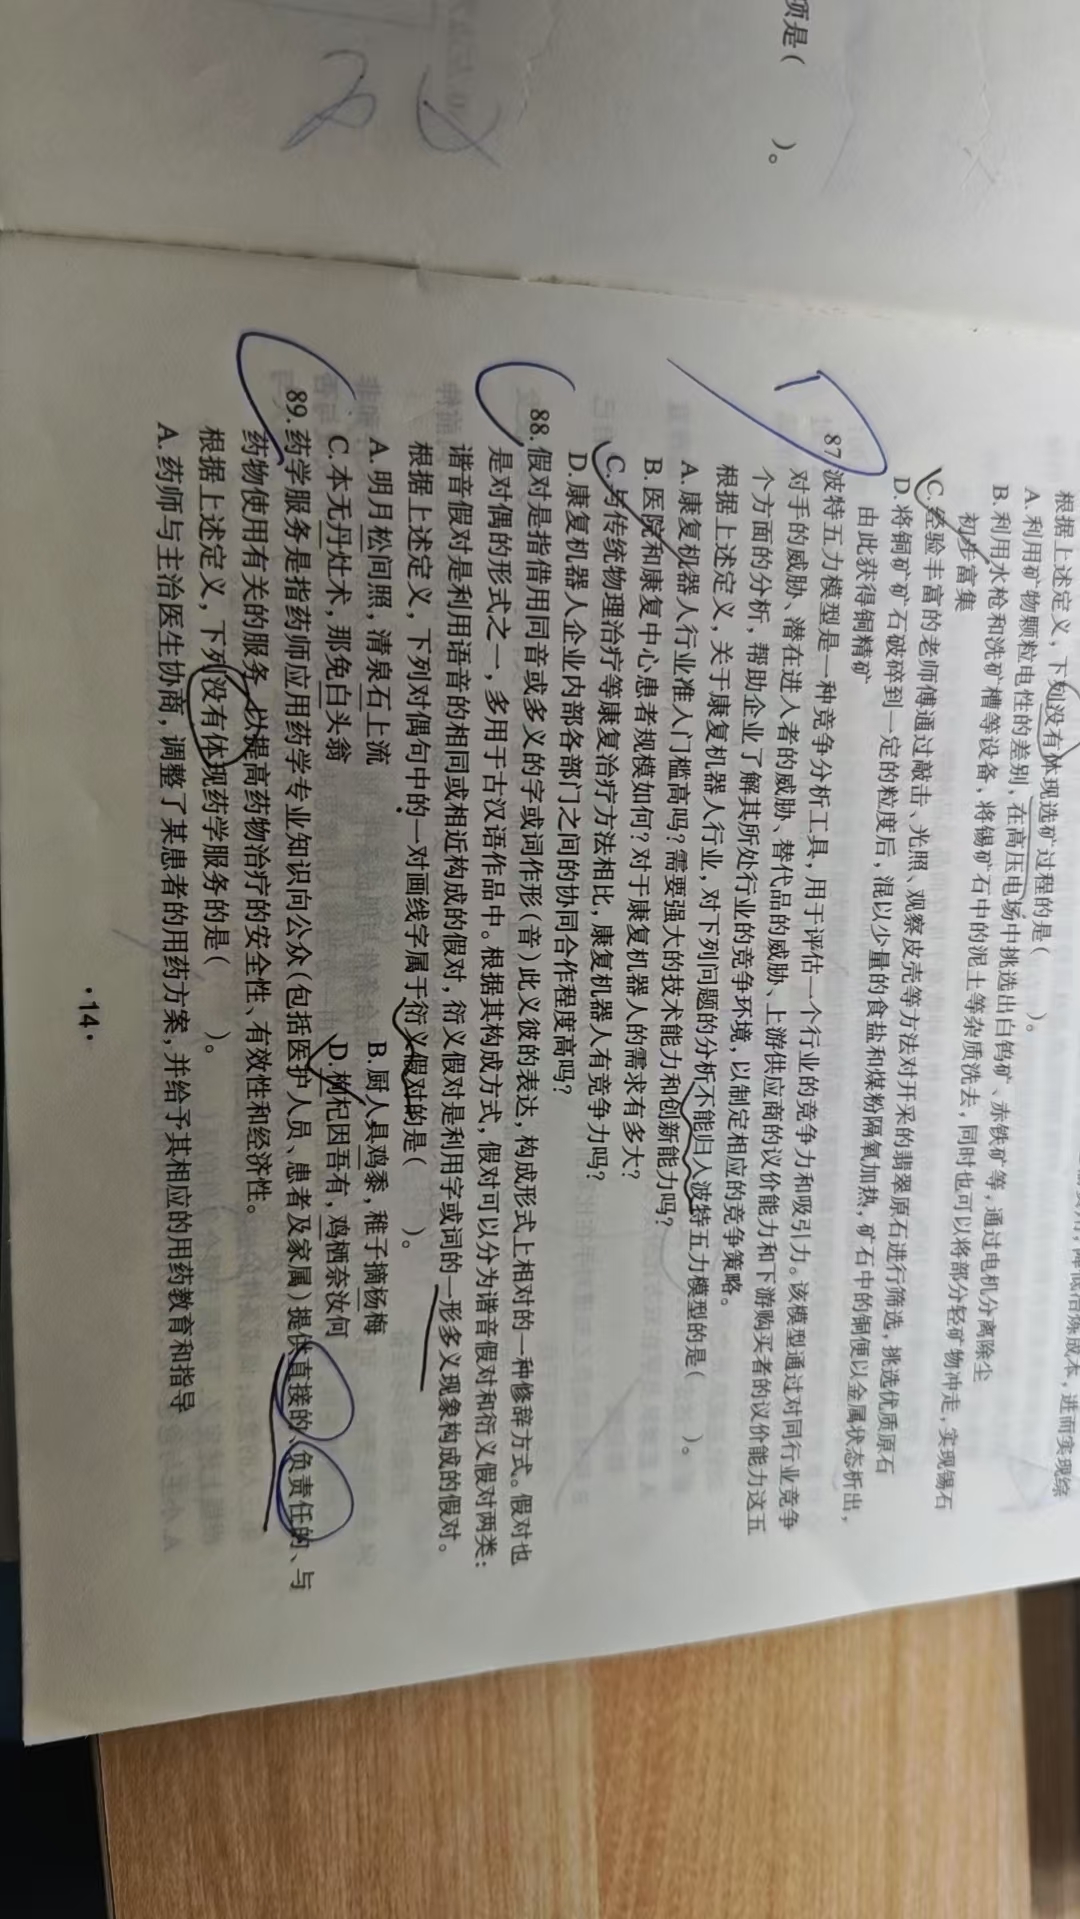 项是(　　)。
根据上述定义，下列没有体现选矿过程的是(　　)。
A.利用矿物颗粒电性的差别，在高压电场中挑选出白钨矿、赤铁矿等，通过电机分离除尘
B.利用水枪和洗矿槽等设备，将锡矿石中的泥土等杂质洗去，同时也可以将部分轻矿物冲走，实现锡石
初步富集
C.经验丰富的老师傅通过敲击、光照、观察皮壳等方法对开采的翡翠原石进行筛选，挑选优质原石
D.将铜矿矿石破碎到一定的粒度后，混以少量的食盐和煤粉隔氧加热，矿石中的铜便以金属状态析出，
由此获得铜精矿
87.波特五力模型是一种竞争分析工具，用于评估一个行业的竞争力和吸引力。该模型通过对同行业竞争
对手的威胁、潜在进入者的威胁、替代品的威胁、上游供应商的议价能力和下游购买者的议价能力这五
个方面的分析，帮助企业了解其所处行业的竞争环境，以制定相应的竞争策略。
根据上述定义，关于康复机器人行业，对下列问题的分析不能归入波特五力模型的是(　　)。
A.康复机器人行业准入门槛高吗？需要强大的技术能力和创新能力吗？
B.医院和康复中心患者规模如何？对于康复机器人的需求有多大？
C.与传统物理治疗等康复治疗方法相比，康复机器人有竞争力吗？
D.康复机器人企业内部各部门之间的协同合作程度高吗？
88.假对是指借用同音或多义的字或词作形(音)此义彼的表达，构成形式上相对的一种修辞方式。假对也
是对偶的形式之一，多用于古汉语作品中。根据其构成方式，假对可以分为谐音假对和衍义假对两类：
谐音假对是利用语音的相同或相近构成的假对，衍义假对是利用字或词的一形多义现象构成的假对。
根据上述定义，下列对偶句中的一对画线字属于衍义假对的是(　　)。
A.明月松间照，清泉石上流
B.厨人具鸡黍，稚子摘杨梅
C.本无丹灶术，那免白头翁
D.枸杞因吾有，鸡栖奈汝何
89.药学服务是指药师应用药学专业知识向公众(包括医护人员、患者及家属)提供直接的、负责任的、与
药物使用有关的服务，以提高药物治疗的安全性、有效性和经济性。
根据上述定义，下列没有体现药学服务的是(　　)。
A.药师与主治医生协商，调整了某患者的用药方案，并给予其相应的用药教育和指导
·14·